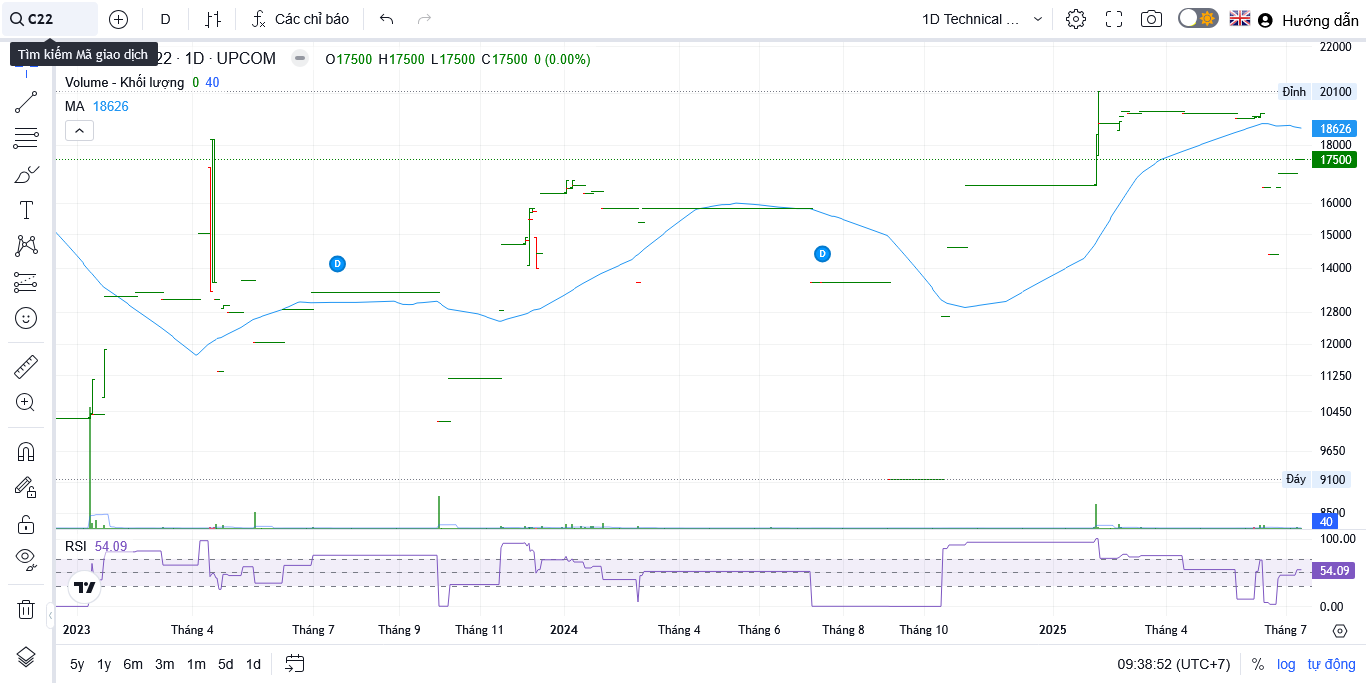 C22
D
Các chỉ báo
1D Technical ...
Hướng dẫn
Tìm kiếm Mã giao dịch
22 · 1D · UPCOM
O17500 H17500 L17500 C17500 0 (0.00%)
Volume - Khối lượng 0 40
MA 18626
22000
Đỉnh 20100
18626
18000
17500
16000
15000
14000
12800
12000
11250
10450
9650
Đáy 9100
8500
40
D
D
RSI 54.09
100.00
54.09
0.00
2023 Tháng 4 Tháng 7 Tháng 9 Tháng 11 2024 Tháng 4 Tháng 6 Tháng 8 Tháng 10 2025 Tháng 4 Tháng 7
5y 1y 6m 3m 1m 5d 1d
09:38:52 (UTC+7) % log tự động